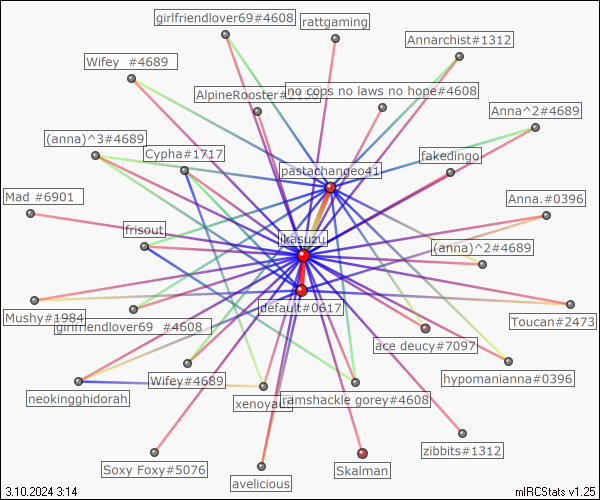 girlfriendlover69#4608
rattgaming
Annarchist#1312
Wifey  #4689
AlpineRooster#
no cops no laws no hope#4608
Anna^2#4689
(anna)^3#4689
Cypha#1717
fakedingo
pastachangeo41
Mad #6901
Anna.#0396
frisout
ikasuzu
(anna)^2#4689
default#0617
Mushy#1984
girlfriendlover69  #4608
Toucan#2473
ace deucy#7097
Wifey#4689
hypomanianna#0396
neokingghidorah
xenoyault
ramshackle gorey#4608
zibbits#1312
Soxy Foxy#5076
Skalman
avelicious
3.10.2024 3:14
mIRCStats v1.25